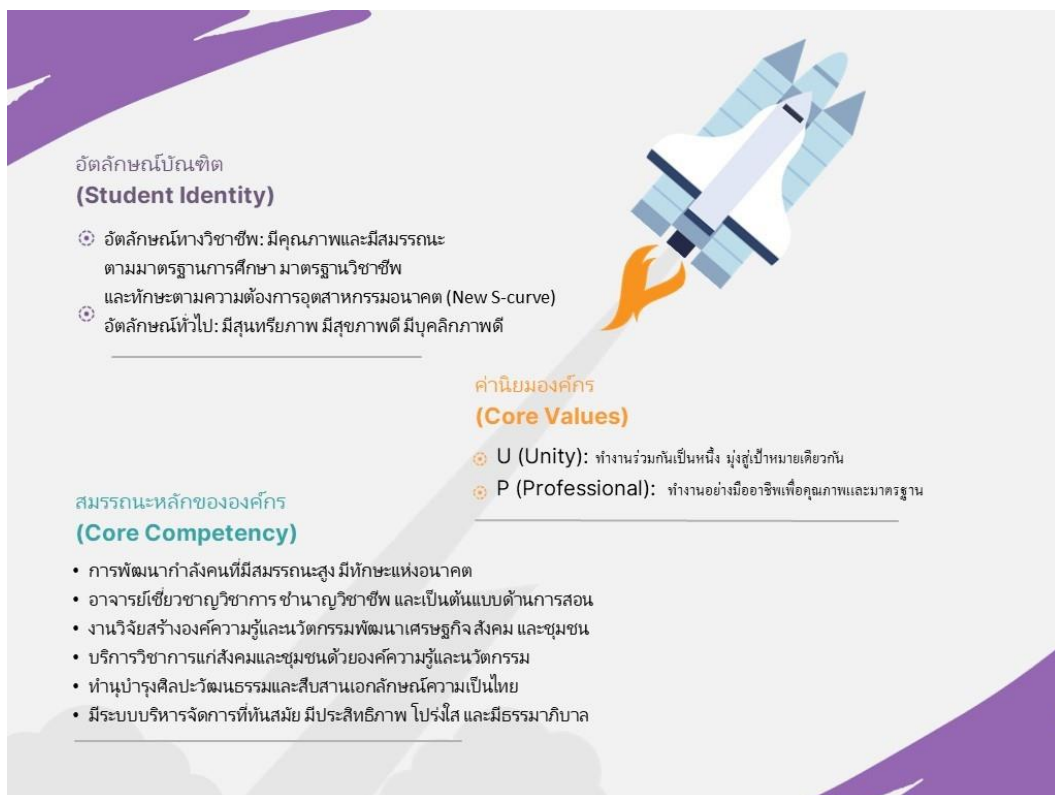 อัตลักษณ์บัณฑิต
(Student Identity)
อัตลักษณ์ทางวิชาชีพ: มีคุณภาพและมีสมรรถนะ
ตามมาตรฐานการศึกษา มาตรฐานวิชาชีพ
และทักษะตามความต้องการอุตสาหกรรมอนาคต (New S-curve)
อัตลักษณ์ทั่วไป: มีสุนทรียภาพ มีสุขภาพดี มีบุคลิกภาพดี
ค่านิยมองค์กร
(Core Values)
U (Unity): ทำงานร่วมกันเป็นหนึ่ง มุ่งสู่เป้าหมายเดียวกัน
P (Professional): ทำงานอย่างมืออาชีพเพื่อคุณภาพและมาตรฐาน
สมรรถนะหลักขององค์กร
(Core Competency)
• การพัฒนากำลังคนที่มีสมรรถนะสูง มีทักษะแห่งอนาคต
• อาจารย์เชี่ยวชาญวิชาการ ชำนาญวิชาชีพ และเป็นต้นแบบด้านการสอน
• งานวิจัยสร้างองค์ความรู้และนวัตกรรมพัฒนาเศรษฐกิจ สังคม และชุมชน
• บริการวิชาการแก่สังคมและชุมชนด้วยองค์ความรู้และนวัตกรรม
• ทำนุบำรุงศิลปะวัฒนธรรมและสืบสานเอกลักษณ์ความเป็นไทย
• มีระบบบริหารจัดการที่ทันสมัย มีประสิทธิภาพ โปร่งใส และมีธรรมาภิบาล